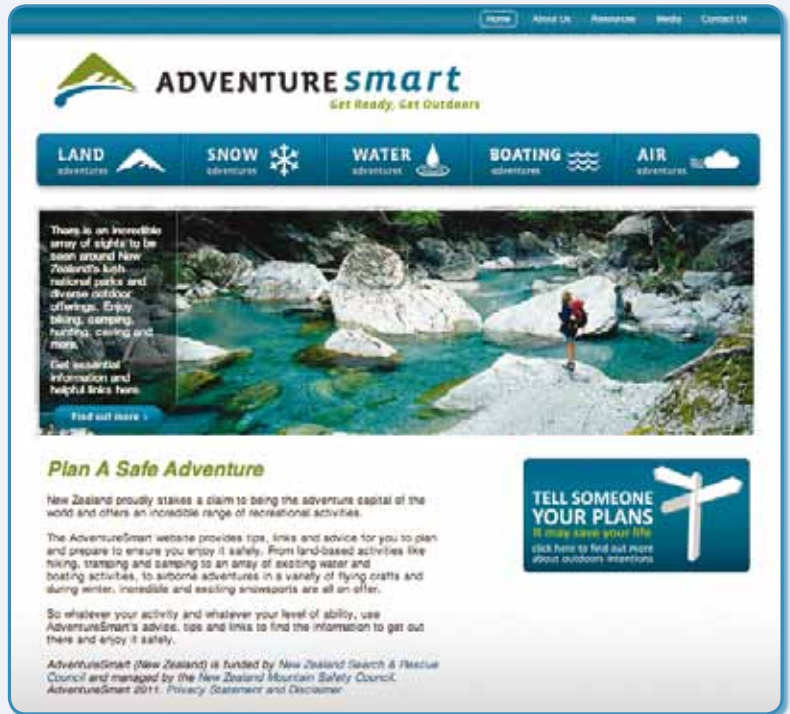 Home About Us Resources Media Contact Us
ADVENTURE smart
Get Ready, Get Outdoors
LAND
adventures
SNOW
adventures
WATER
adventures
BOATING
adventures
AIR
adventures
There is an incredible
array of sights to be
seen around New
Zealand's lush
national parks and
diverse outdoor
offerings. Enjoy
biking, camping,
hunting, caving and
more.
Get essential
information and
helpful links here.
Find out more ›
Plan A Safe Adventure
New Zealand proudly stakes a claim to being the adventure capital of the
world and offers an incredible range of recreational activities.
The AdventureSmart website provides tips, links and advice for you to plan
and prepare to ensure you enjoy it safely. From land-based activities like
hiking, tramping and camping to an array of exciting water and
boating activities, to airborne adventures in a variety of flying crafts and
during winter, incredible and exciting snowsports are all on offer.
So whatever your activity and whatever your level of ability, use
AdventureSmart's advice, tips and links to find the information to get out
there and enjoy it safely.
AdventureSmart (New Zealand) is funded by New Zealand Search & Rescue
Council and managed by the New Zealand Mountain Safety Council.
AdventureSmart 2011. Privacy Statement and Disclaimer
TELL SOMEONE
YOUR PLANS
it may save your life
click here to find out more
about outdoors intentions